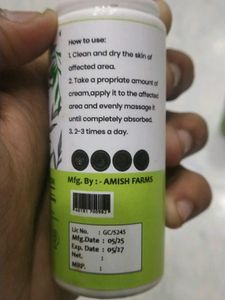 How to use:
1. Clean and dry the skin of
affected area.
2. Take a propriate amount of
cream,apply it to the affected
area and evenly massage it
until completely absorbed.
3. 2-3 times a day.
Mfg. By : - AMISH FARMS
Lic No : GC/5245
Mfg.Date : 05/25
Exp. Date : 05/17
Net. :
MRP. :